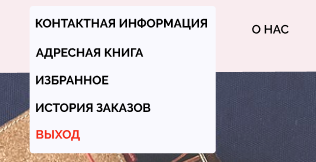 КОНТАКТНАЯ ИНФОРМАЦИЯ
О НАС
АДРЕСНАЯ КНИГА
ИЗБРАННОЕ
ИСТОРИЯ ЗАКАЗОВ
ВЫХОД